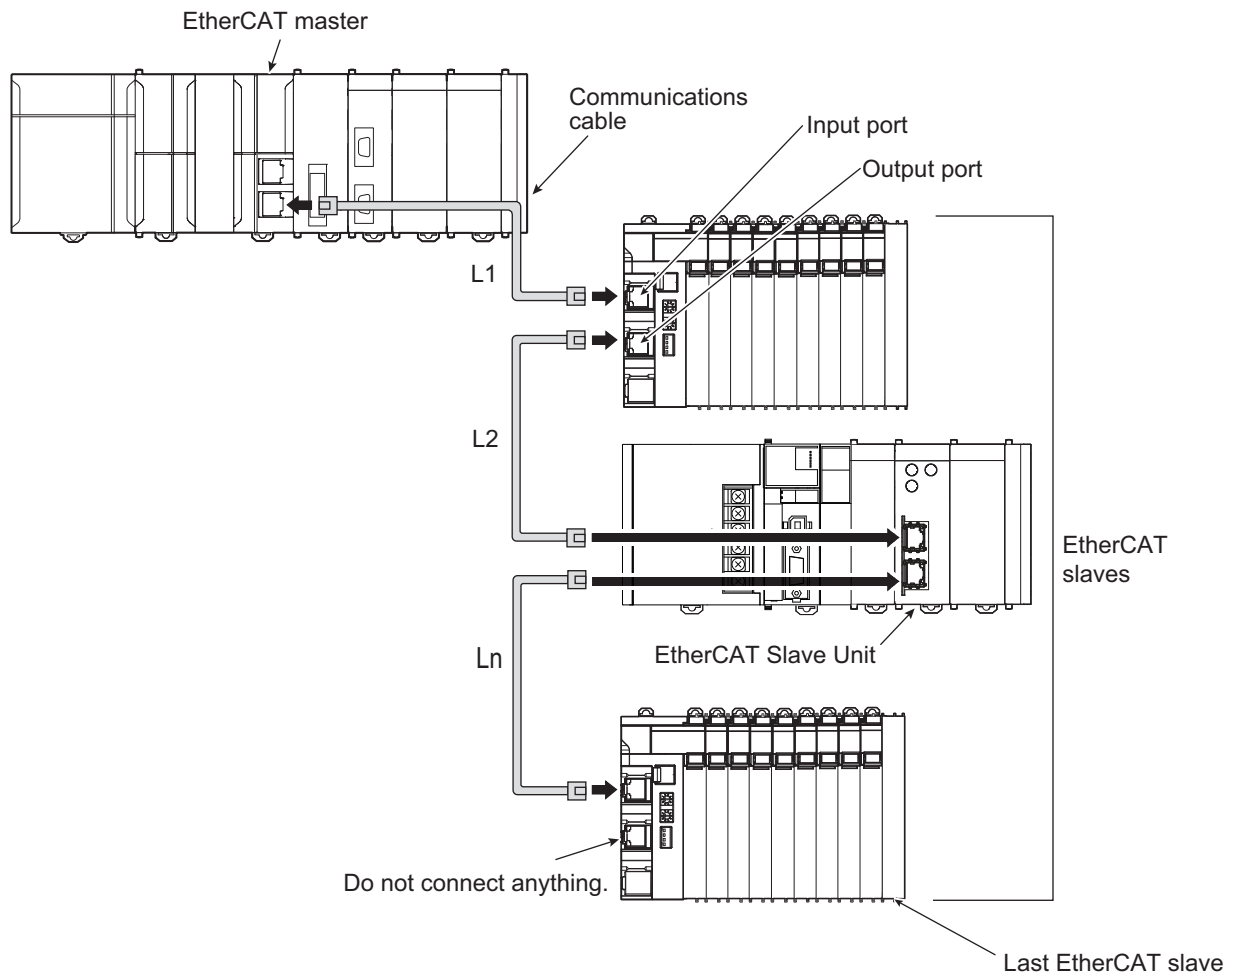 EtherCAT master
Communications
cable
Input port
Output port
L1
L2
EtherCAT
slaves
EtherCAT Slave Unit
Ln
Do not connect anything.
Last EtherCAT slave